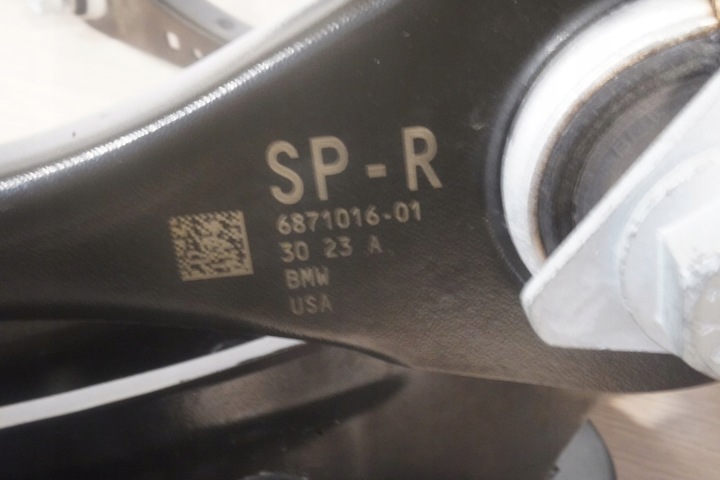 SP-R
6871016-01
30 23 A
BMW
USA